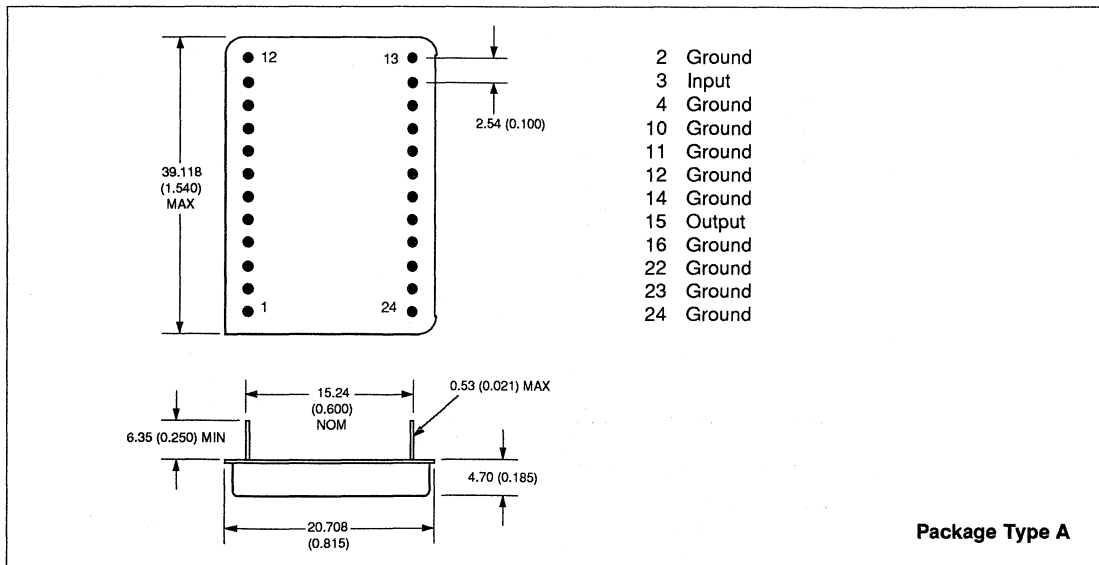 12
13
2.54 (0.100)
39.118
(1.540)
MAX
1
24
2 Ground
3 Input
4 Ground
10 Ground
11 Ground
12 Ground
14 Ground
15 Output
16 Ground
22 Ground
23 Ground
24 Ground
15.24
(0.600)
NOM
0.53 (0.021) MAX
6.35 (0.250) MIN
4.70 (0.185)
20.708
(0.815)
Package Type A